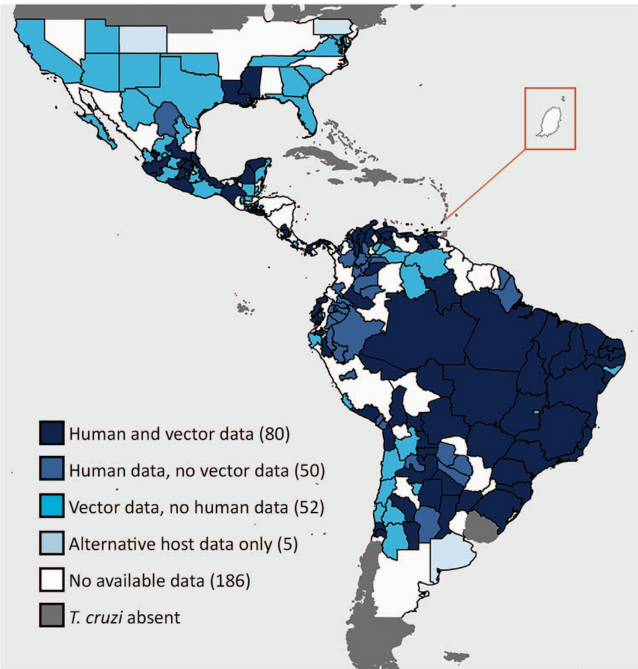 Human and vector data (80)
Human data, no vector data (50)
Vector data, no human data (52)
Alternative host data only (5)
No available data (186)
T. cruzi absent